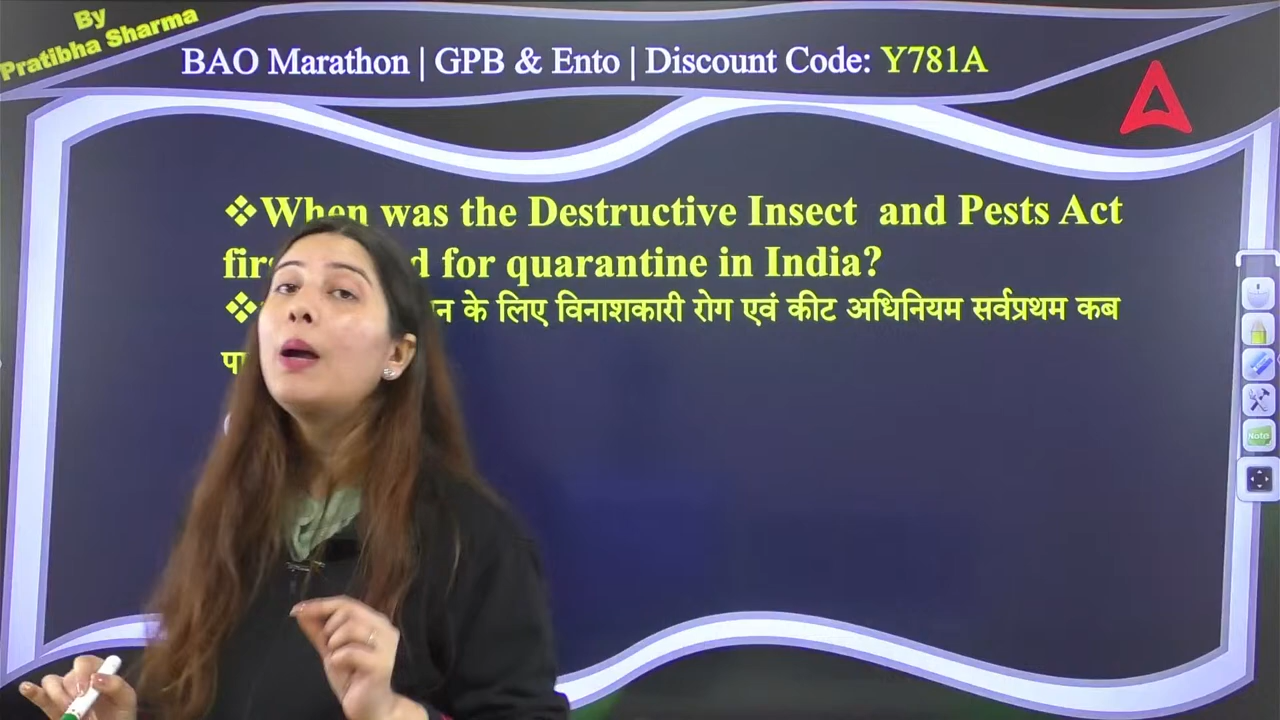 By
Pratibha Sharma
BAO Marathon | GPB & Ento | Discount Code: Y781A
❖When was the Destructive Insect and Pests Act
for quarantine in India?
❖ के लिए विनाशकारी रोग एवं कीट अधिनियम सर्वप्रथम कब
Note